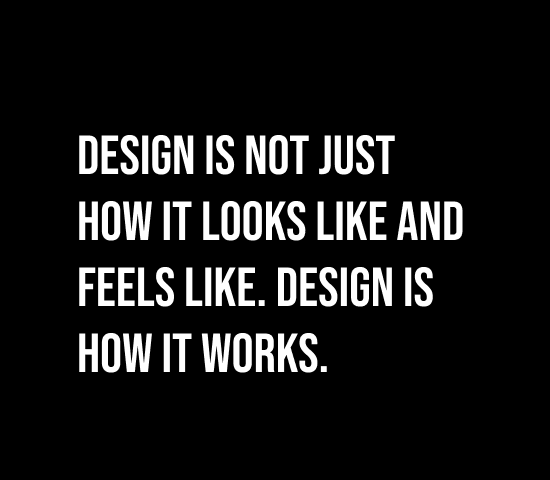 DESIGN IS NOT JUST
HOW IT LOOKS LIKE AND
FEELS LIKE. DESIGN IS
HOW IT WORKS.